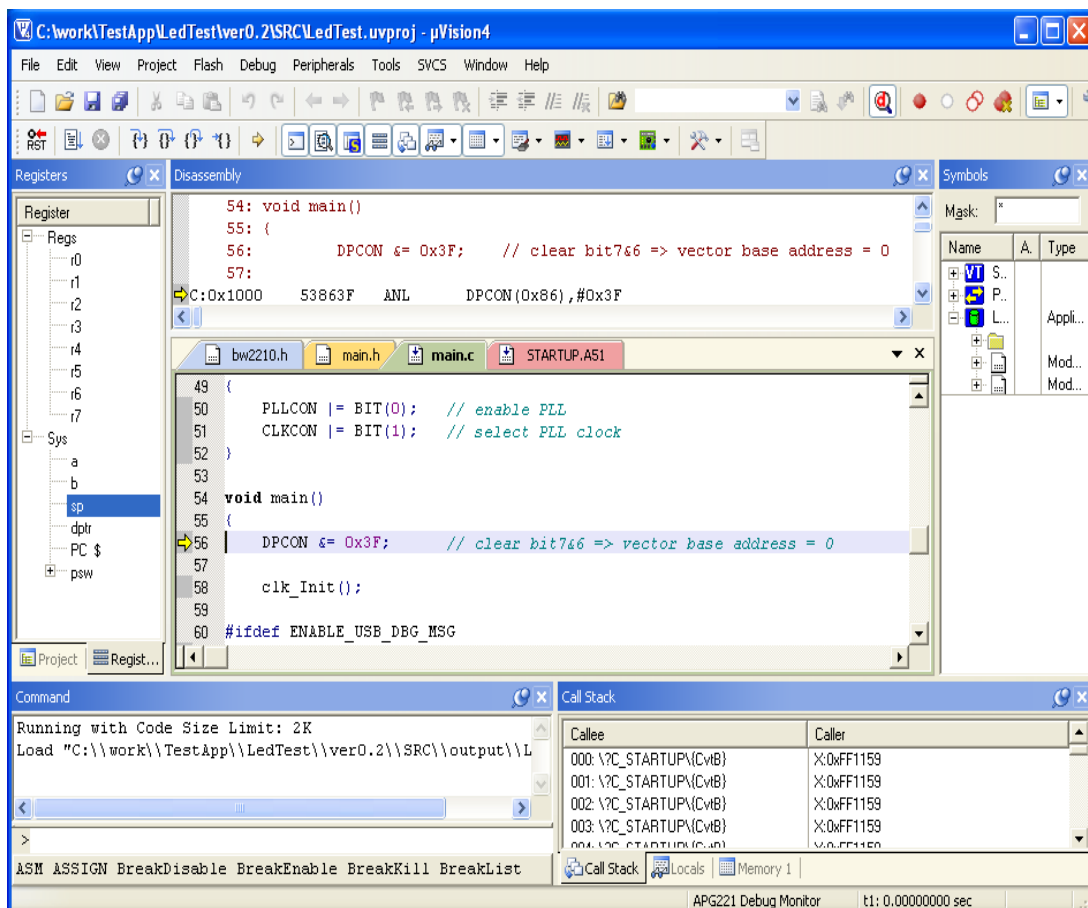 C:\work\TestApp\LedTest\ver0.2\SRC\LedTest.uvproj - µVision4
File Edit View Project Flash Debug Peripherals Tools SVCS Window Help
RST
Registers
Register
Regs
r0
r1
r2
r3
r4
r5
r6
r7
Sys
a
b
sp
dptr
PC $
psw
Project Regist...
Disassembly
54: void main()
55: {
56: DPCON &= 0x3F; // clear bit7&6 => vector base address = 0
57:
C:0x1000 53863F ANL DPCON(0x86),#0x3F
bw2210.h main.h main.c STARTUP.A51
49 {
50 PLLCON |= BIT(0); // enable PLL
51 CLKCON |= BIT(1); // select PLL clock
52 }
53
54 void main()
55 {
56 DPCON &= 0x3F; // clear bit7&6 => vector base address = 0
57
58 clk_Init();
59
60 #ifdef ENABLE_USB_DBG_MSG
Symbols
Mask: *
Name A. Type
VT S..
P..
L... Appli...
Mod...
Mod...
Command
Running with Code Size Limit: 2K
Load "C:\\work\\TestApp\\LedTest\\ver0.2\\SRC\\output\\L
>
ASM ASSIGN BreakDisable BreakEnable BreakKill BreakList
Call Stack
Callee Caller
000: \?C_STARTUP\{CvtB} X:0xFF1159
001: \?C_STARTUP\{CvtB} X:0xFF1159
002: \?C_STARTUP\{CvtB} X:0xFF1159
003: \?C_STARTUP\{CvtB} X:0xFF1159
Call Stack Locals Memory 1
APG221 Debug Monitor t1: 0.00000000 sec